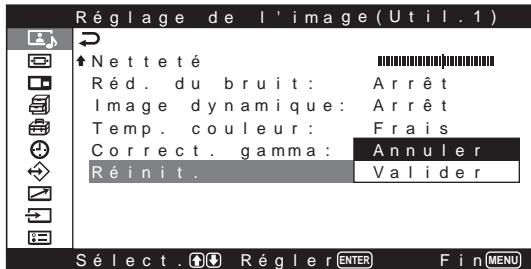 Réglage de l'image(Util.1)
Netteté
Réd. du bruit: Arrêt
Image dynamique: Arrêt
Temp. couleur: Frais
Correct. gamma: Annuler
Réinit. Valider
Sélect. Régler ENTER Fin MENU